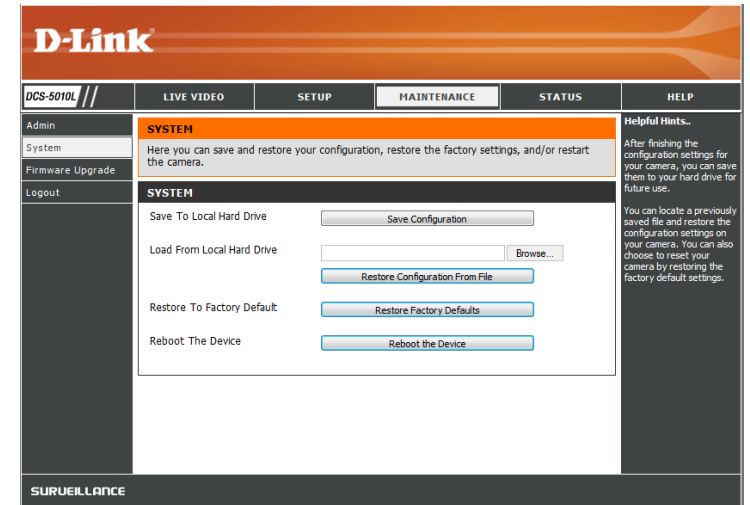 D-Link
DCS-5010L
LIVE VIDEO
SETUP
MAINTENANCE
STATUS
HELP
Admin
System
Firmware Upgrade
Logout
SYSTEM
Here you can save and restore your configuration, restore the factory settings, and/or restart
the camera.
SYSTEM
Save To Local Hard Drive
Save Configuration
Load From Local Hard Drive
Browse...
Restore Configuration From File
Restore To Factory Default
Restore Factory Defaults
Reboot The Device
Reboot the Device
Helpful Hints..
After finishing the
configuration settings for
your camera, you can save
them to your hard drive for
future use.
You can locate a previously
saved file and restore the
configuration settings on
your camera. You can also
choose to reset your
camera by restoring the
factory default settings.
SURVEILLANCE